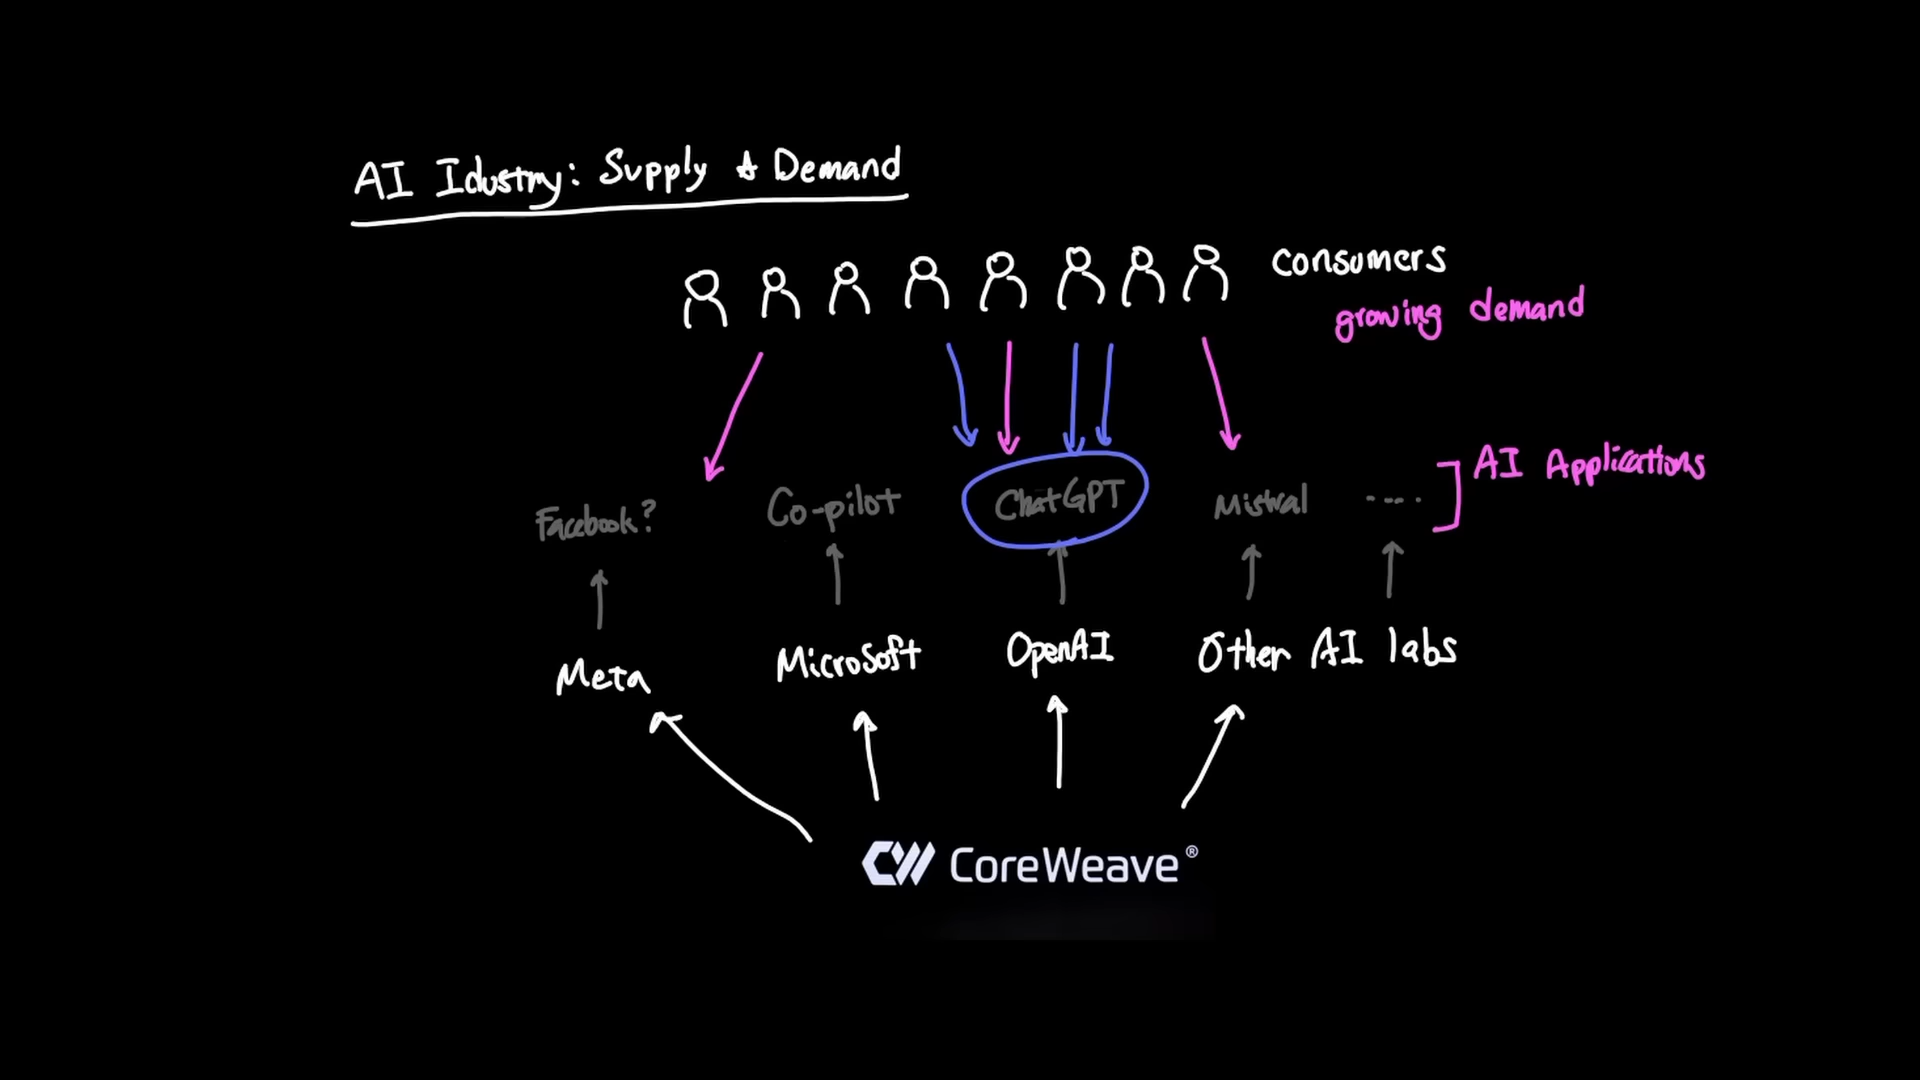 AI Idustry: Supply & Demand
consumers
growing demand
AI Applications
Facebook? Co-pilot ChatGPT Mistral ----
Meta Microsoft OpenAI Other AI labs
CW CoreWeave®